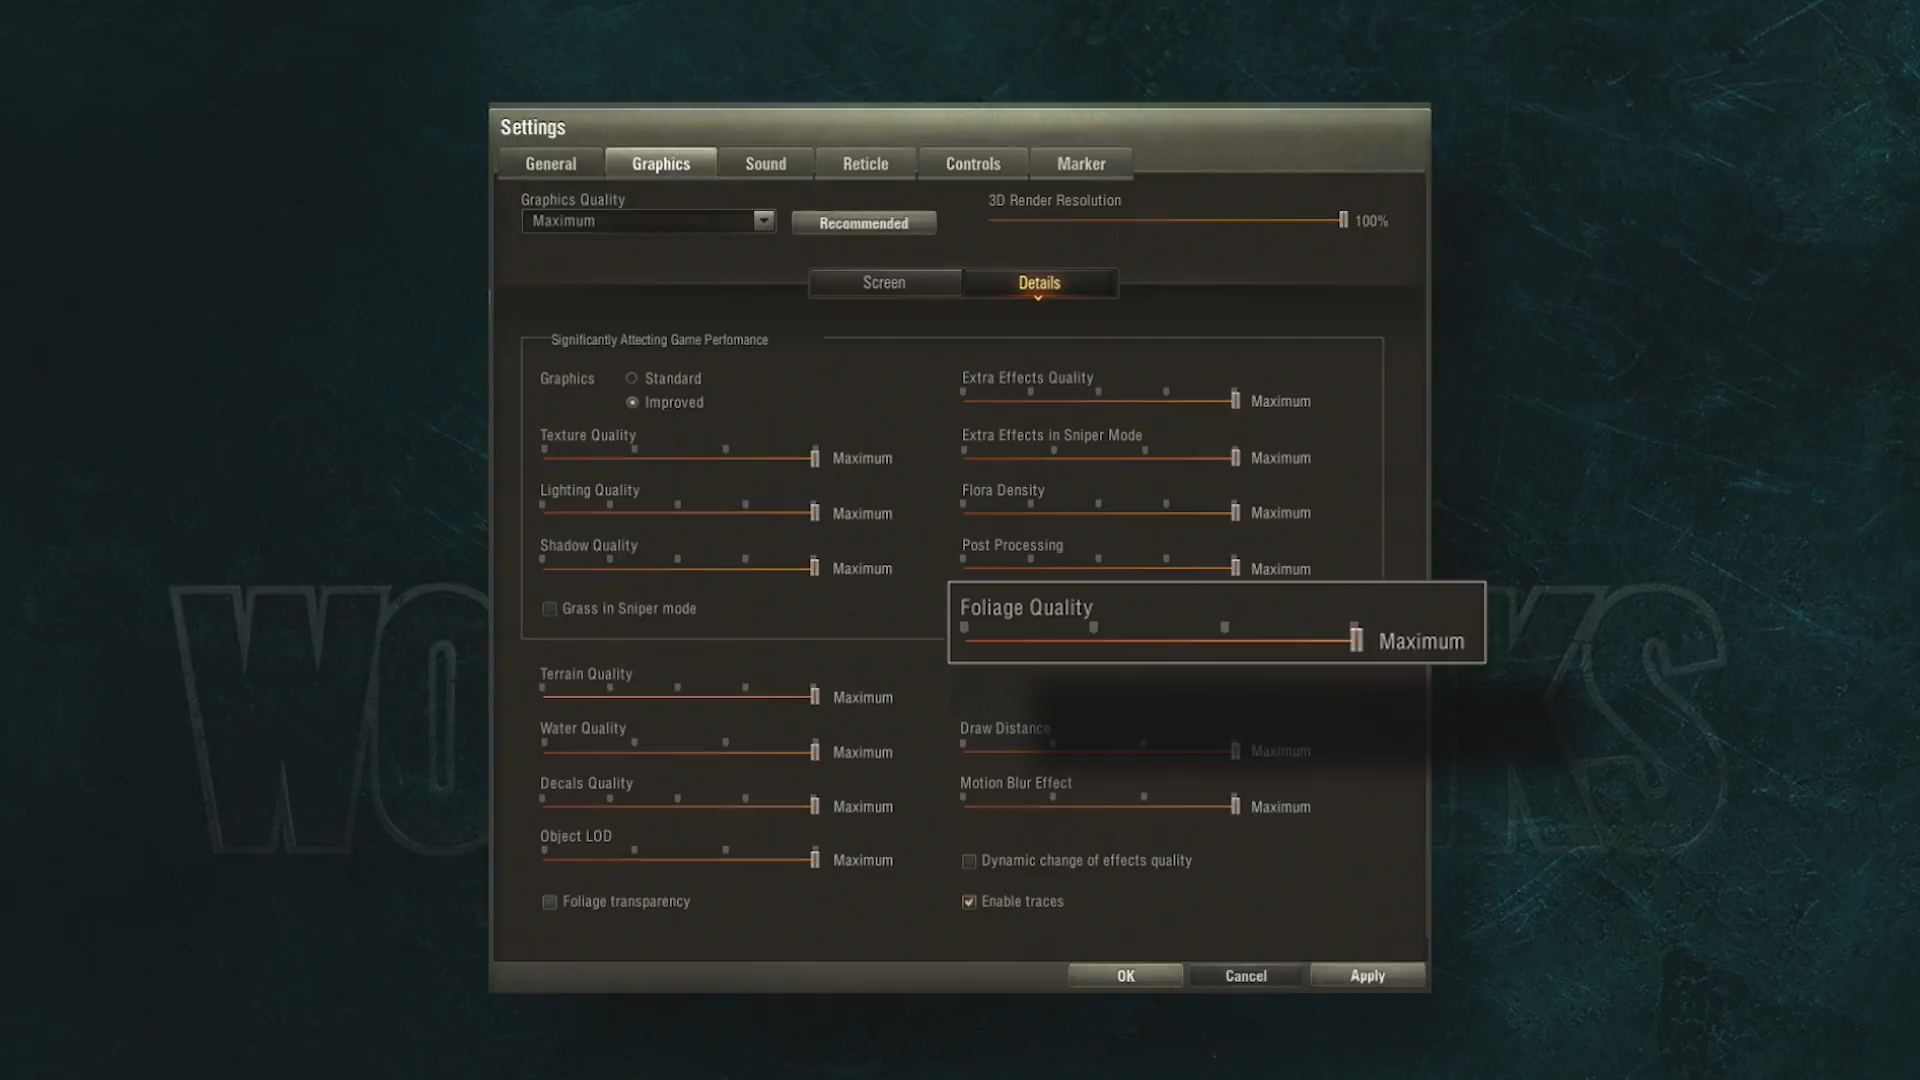 Settings
General Graphics Sound Reticle Controls Marker
Graphics Quality
Maximum
Recommended
3D Render Resolution
100%
Screen Details
Significantly Attecting Game Perfomance
Graphics
Standard
Improved
Texture Quality
Maximum
Lighting Quality
Maximum
Shadow Quality
Maximum
Grass in Sniper mode
Extra Effects Quality
Maximum
Extra Effects in Sniper Mode
Maximum
Flora Density
Maximum
Post Processing
Maximum
Foliage Quality
Maximum
Terrain Quality
Maximum
Water Quality
Maximum
Decals Quality
Maximum
Object LOD
Maximum
Foliage transparency
Draw Distance
Maximum
Motion Blur Effect
Maximum
Dynamic change of effects quality
Enable traces
OK Cancel Apply